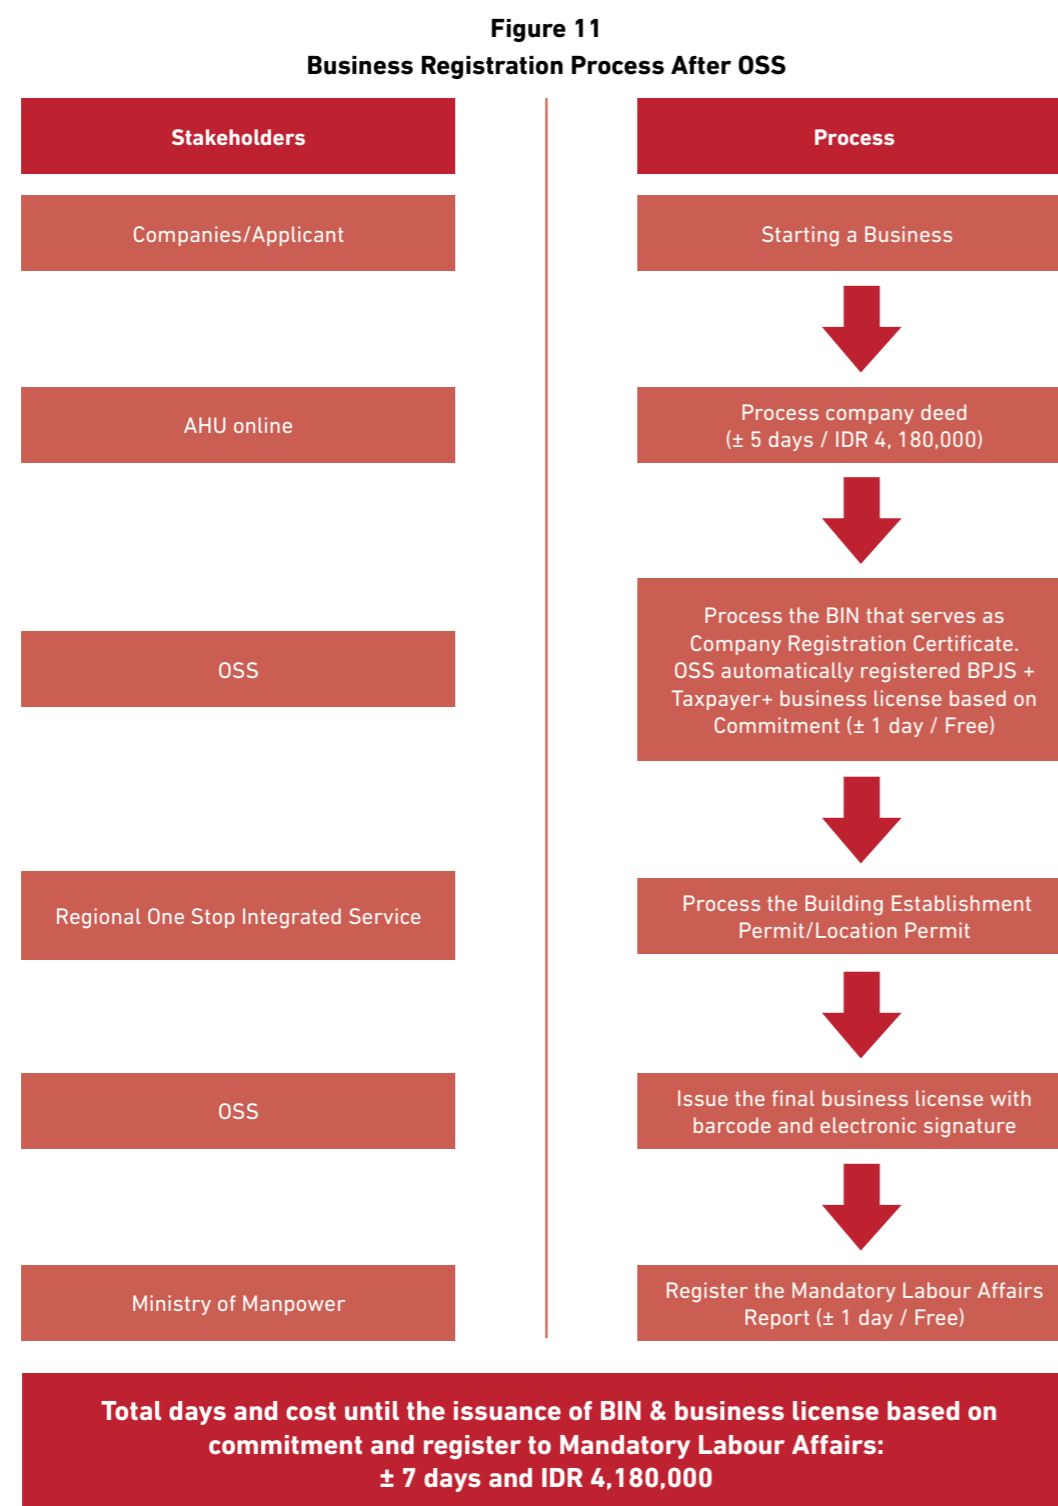 Figure 11
Business Registration Process After OSS
Stakeholders
Process
Companies/Applicant
Starting a Business
AHU online
Process company deed
(± 5 days / IDR 4, 180,000)
OSS
Process the BIN that serves as
Company Registration Certificate.
OSS automatically registered BPJS +
Taxpayer+ business license based on
Commitment (± 1 day / Free)
Regional One Stop Integrated Service
Process the Building Establishment
Permit/Location Permit
OSS
Issue the final business license with
barcode and electronic signature
Ministry of Manpower
Register the Mandatory Labour Affairs
Report (± 1 day / Free)
Total days and cost until the issuance of BIN & business license based on
commitment and register to Mandatory Labour Affairs:
± 7 days and IDR 4,180,000